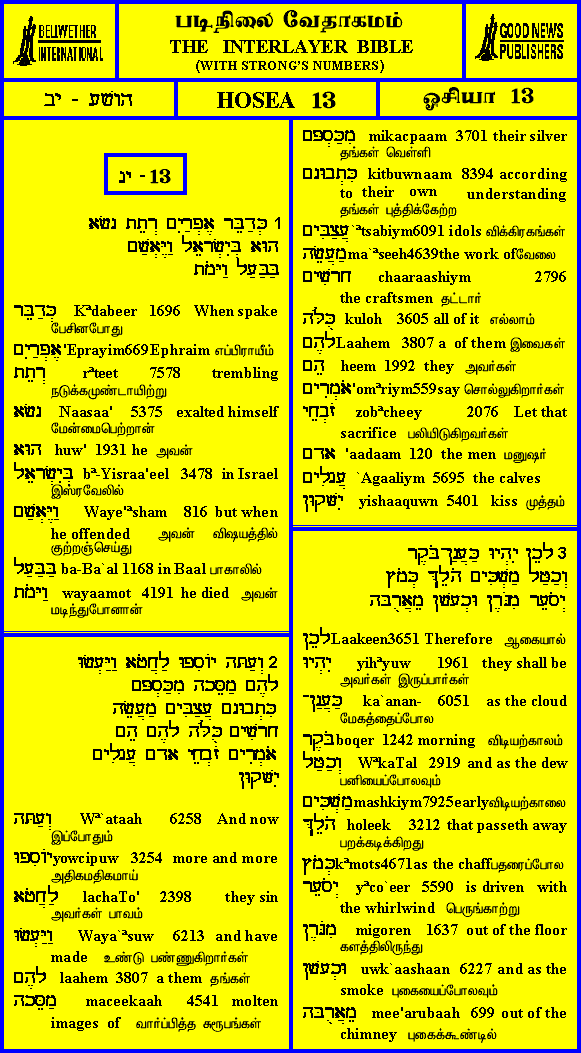 BELLWETHER
INTERNATIONAL
படிநிலை வேதாகமம்
THE INTERLAYER BIBLE
(WITH STRONG'S NUMBERS)
GOOD NEWS
PUBLISHERS
הושע - יב
HOSEA 13
ஓசியா 13
13 - יג
1 כְּדַבֵּר אֶפְרַיִם רְתֵת נָשָׂא
הוּא בְּיִשְׂרָאֵל וַיֶּאְשַׁם
בַּבַּעַל וַיָּמֹת
כְּדַבֵּר Kªdabeer 1696 When spake
பேசினபோது
אֶפְרַיִם 'Eprayim669 Ephraim எப்பிராயீம்
רְתֵת rªteet 7578 trembling
நடுக்கமுண்டாயிற்று
נָשָׂא Naasaa' 5375 exalted himself
மேன்மைபெற்றான்
הוּא huw' 1931 he அவன்
בְּיִשְׂרָאֵל bª-Yisraa'eel 3478 in Israel
இஸ்ரவேலில்
וַיֶּאְשַׁם Waye'ªsham 816 but when
he offended அவன் விஷயத்தில்
குற்றஞ்செய்து
בַּבַּעַל ba-Ba`al 1168 in Baal பாகாலில்
וַיָּמֹת wayaamot 4191 he died அவன்
மடிந்துபோனான்
2 וְעַתָּה יוֹסִפוּ לַחֲטֹא וַיַּעְשׂוּ
לָהֶם מַסֵּכָה מִכַּסְפָּם
כִּתְבוּנָם עֲצַבִּים מַעֲשֵׂה
חָרָשִׁים כֻּלֹּה לָהֶם הֵם
אֹמְרִים זֹבְחֵי אָדָם עֲגָלִים
יִשָּׁקוּן
וְעַתָּה Wª`ataah 6258 And now
இப்போதும்
יוֹסִפוּ yowcipuw 3254 more and more
அதிகமதிகமாய்
לַחֲטֹא lachaTo' 2398 they sin
அவர்கள் பாவம்
וַיַּעְשׂוּ Waya`ªsuw 6213 and have
made உண்டு பண்ணுகிறார்கள்
לָהֶם laahem 3807 a them தங்கள்
מַסֵּכָה maceekaah 4541 molten
images of வார்ப்பித்த சுரூபங்கள்
מִכַּסְפָּם mikacpaam 3701 their silver
தங்கள் வெள்ளி
כִּתְבוּנָם kitbuwnaam 8394 according
to their own understanding
தங்கள் புத்திக்கேற்ற
עֲצַבִּים `ªtsabiym6091 idols விக்கிரகங்கள்
מַעֲשֵׂה ma`ªseeh4639the work ofவேலை
חָרָשִׁים chaaraashiym 2796
the craftsmen தட்டார்
כֻּלֹּה kuloh 3605 all of it எல்லாம்
לָהֶם Laahem 3807 a of them இவைகள்
הֵם heem 1992 they அவர்கள்
אֹמְרִים 'omªriym559say சொல்லுகிறார்கள்
זֹבְחֵי zobªcheey 2076 Let that
sacrifice பலியிடுகிறவர்கள்
אָדָם 'aadaam 120 the men மனுஷர்
עֲגָלִים `Agaaliym 5695 the calves
יִשָּׁקוּן yishaaquwn 5401 kiss முத்தம்
3 לָכֵן יִהְיוּ כַּעֲנַן־בֹּקֶר
וְכַטַּל מַשְׁכִּים הֹלֵךְ כְּמֹץ
יְסֹעֵר מִגֹּרֶן וּכְעָשָׁן מֵאֲרֻבָּה
לָכֵן Laakeen3651 Therefore ஆகையால்
יִהְיוּ yihªyuw 1961 they shall be
அவர்கள் இருப்பார்கள்
כַּעֲנַן־ ka`anan- 6051 as the cloud
மேகத்தைப்போல
בֹּקֶר boqer 1242 morning விடியற்காலம்
וְכַטַּל WªkaTal 2919 and as the dew
பனியைப்போலவும்
מַשְׁכִּים mashkiym7925earlyவிடியற்காலை
הֹלֵךְ holeek 3212 that passeth away
பறக்கடிக்கிறது
כְּמֹץ kªmots4671as the chaffபதரைப்போல
יְסֹעֵר yªco`eer 5590 is driven with
the whirlwind பெருங்காற்று
מִגֹּרֶן migoren 1637 out of the floor
களத்திலிருந்து
וּכְעָשָׁן uwk`aashaan 6227 and as the
smoke புகையைப்போலவும்
מֵאֲרֻבָּה mee'arubaah 699 out of the
chimney புகைக்கூண்டில்